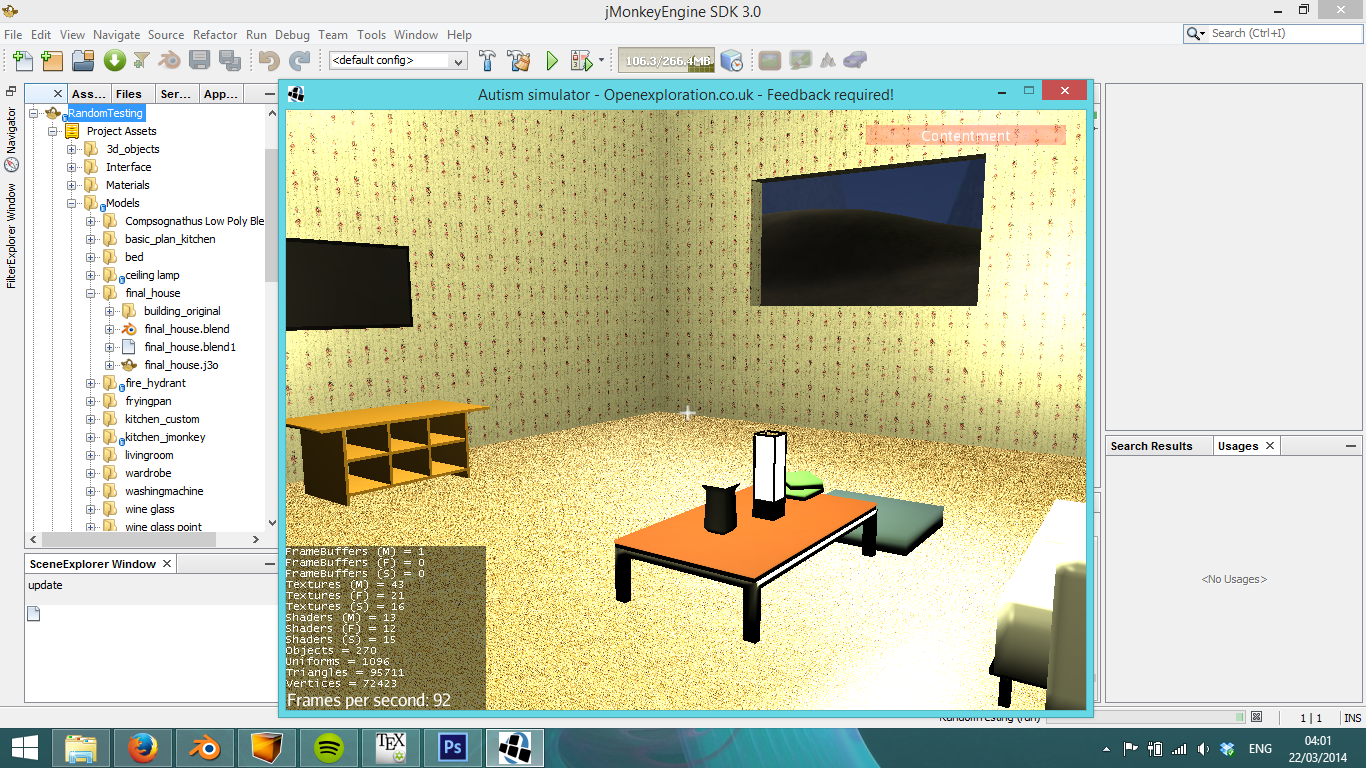 jMonkeyEngine SDK 3.0
File Edit View Navigate Source Refactor Run Debug Team Tools Window Help
Search (Ctrl+I)
<default config>
106.3/266.4MB
Ass... Files Ser... App...
Navigator
FilterExplorer Window
RandomTesting
Project Assets
3d_objects
Interface
Materials
Models
Compsognathus Low Poly Ble
basic_plan_kitchen
bed
ceiling lamp
final_house
building_original
final_house.blend
final_house.blend1
final_house.j3o
fire_hydrant
fryingpan
kitchen_custom
kitchen_jmonkey
livingroom
wardrobe
washingmachine
wine glass
wine glass point
SceneExplorer Window
update
Autism simulator - Openexploration.co.uk - Feedback required!
Contentment
FrameBuffers (M) = 1
FrameBuffers (F) = 0
FrameBuffers (S) = 0
Textures (M) = 43
Textures (F) = 21
Textures (S) = 16
Shaders (M) = 13
Shaders (F) = 12
Shaders (S) = 15
Objects = 270
Uniforms = 1096
Triangles = 95711
Vertices = 72423
Frames per second: 92
Search Results Usages
<No Usages>
RandomTesting (run)
1 | 1 INS
TEX
Ps
ENG
04:01
22/03/2014